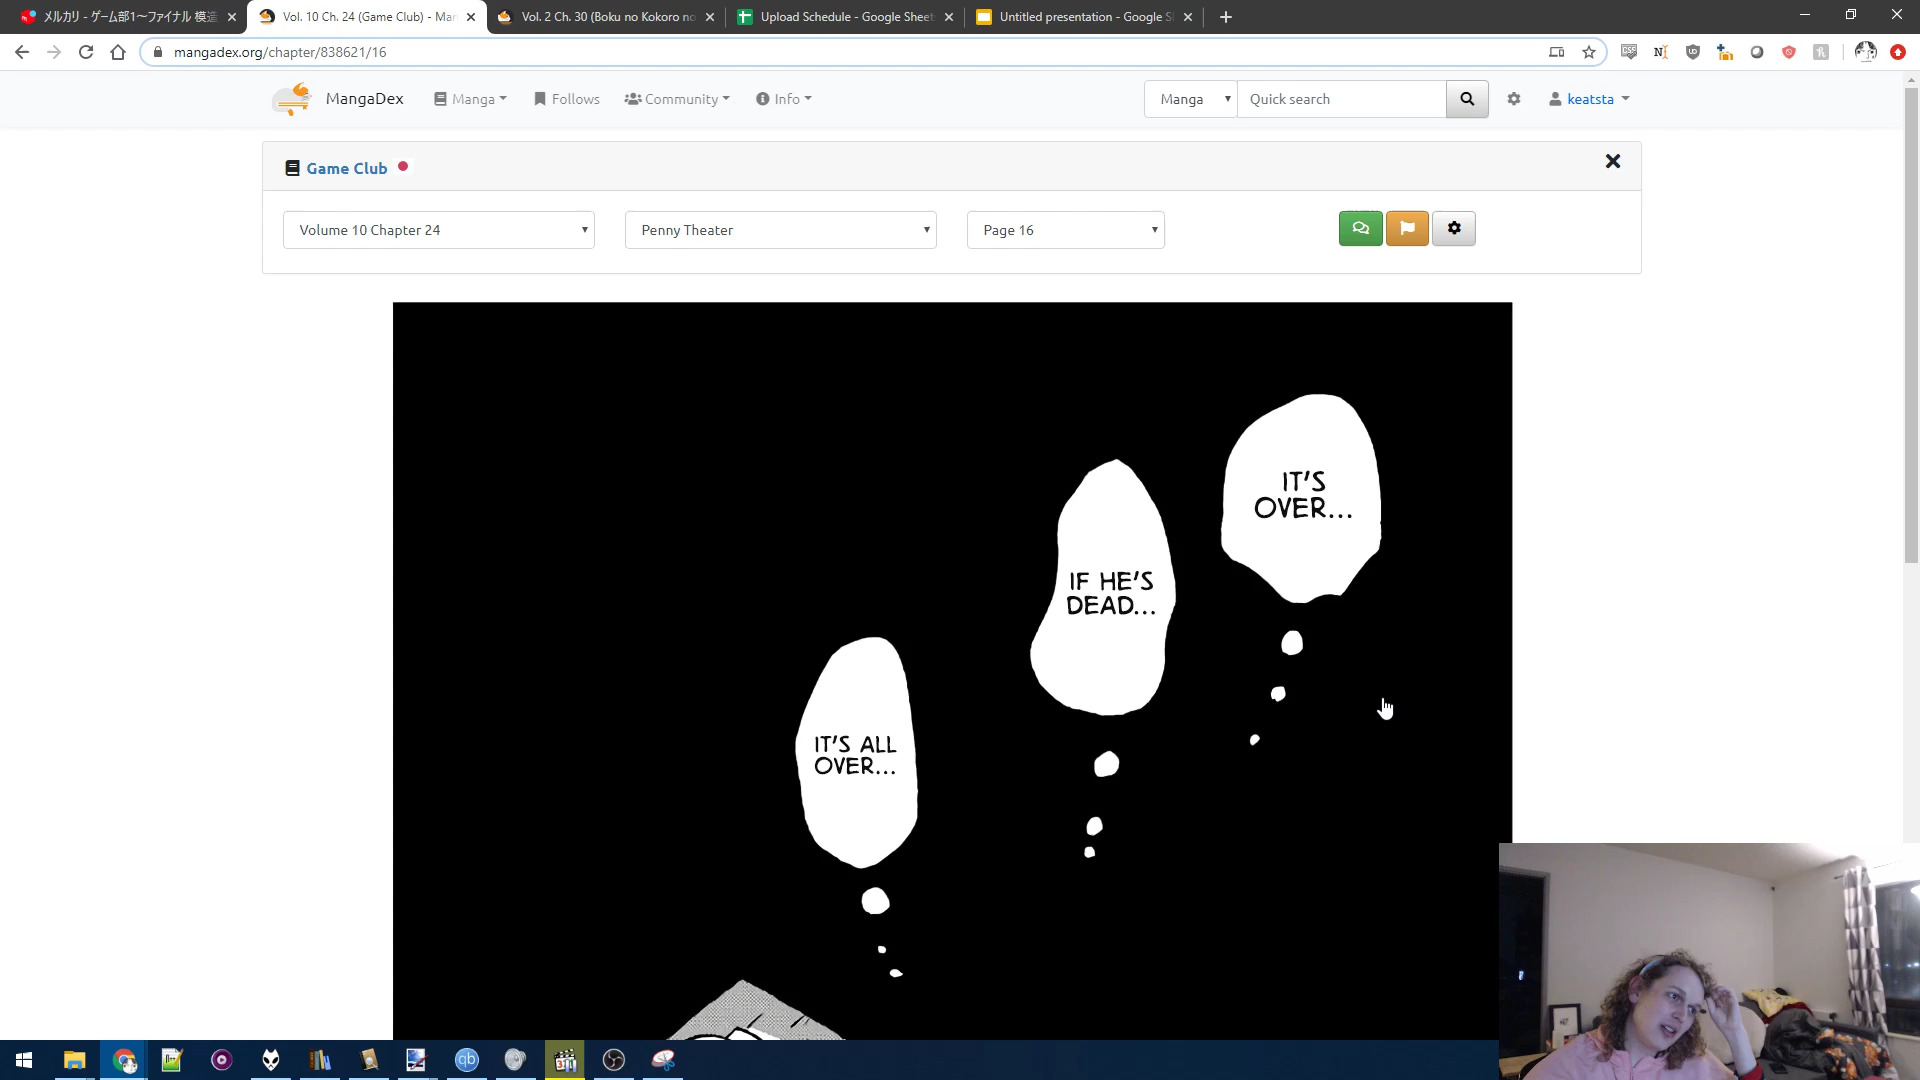 メルカリ - ゲーム部1〜ファイナル 模造
Vol. 10 Ch. 24 (Game Club) - Man
Vol. 2 Ch. 30 (Boku no Kokoro no
Upload Schedule - Google Sheet
Untitled presentation - Google Sl
mangadex.org/chapter/838621/16
MangaDex
Manga
Follows
Community
Info
Manga
Quick search
keatsta
Game Club
Volume 10 Chapter 24
Penny Theater
Page 16
IT'S
OVER...
IF HE'S
DEAD...
IT'S ALL
OVER...